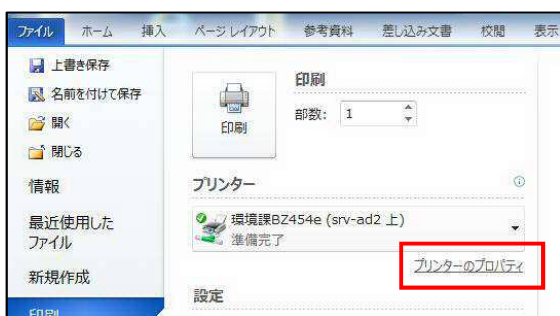 ファイル ホーム 挿入 ページ レイアウト 参考資料 差し込み文書 校閲 表示
上書き保存
名前を付けて保存
開く
閉じる
情報
最近使用した
ファイル
新規作成
印刷
印刷
印刷
部数: 1
プリンター
環境課BZ454e (srv-ad2 上)
準備完了
プリンターのプロパティ
設定